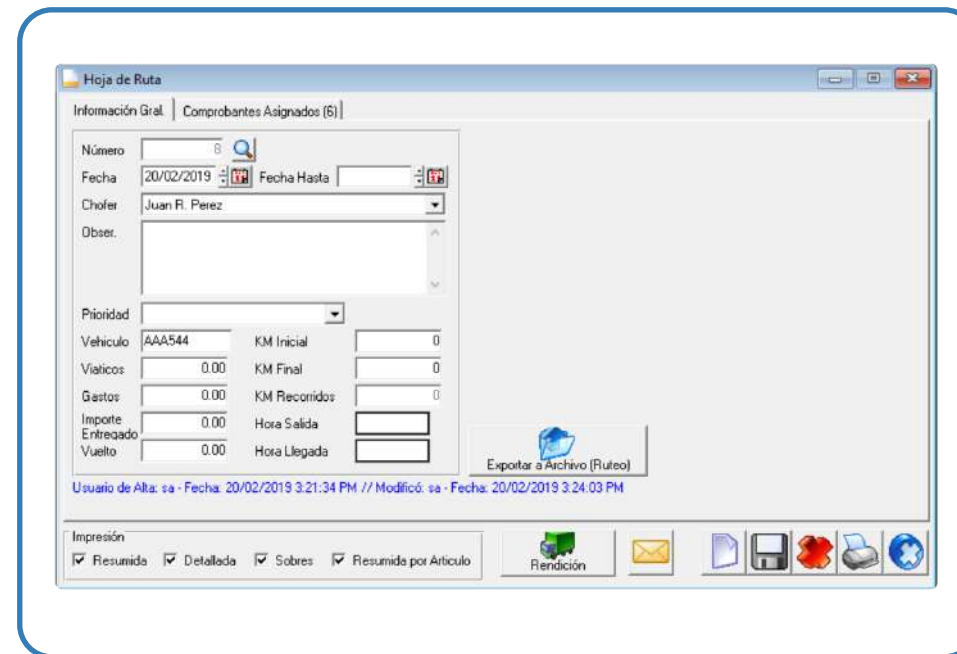 Hoja de Ruta
Información Gral. Comprobantes Asignados (6)
Número 8
Fecha 20/02/2019 Fecha Hasta
Chofer Juan R. Perez
Obser.
Prioridad
Vehiculo AAA544 KM Inicial 0
Viaticos 0.00 KM Final 0
Gastos 0.00 KM Recorridos 0
Importe Entregado 0.00 Hora Salida
Vuelto 0.00 Hora Llegada
Exportar a Archivo (Ruteo)
Usuario de Alta: sa - Fecha: 20/02/2019 3:21:34 PM // Modificó: sa - Fecha: 20/02/2019 3:24:03 PM
Impresión
Resumida Detallada Sobres Resumida por Articulo
Rendición